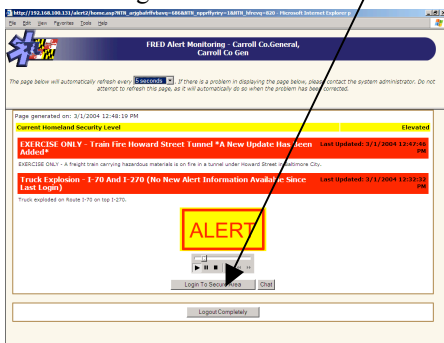 File Edit View Favorites Tools Help
FRED Alert Monitoring - Carroll Co.General,
Carroll Co Gen
The page below will automatically refresh every 5 seconds . If there is a problem in displaying the page below, please contact the system administrator. Do not
attempt to refresh this page, as it will automatically do so when the problem has been corrected.
Page generated on: 3/1/2004 12:48:19 PM
Current Homeland Security Level Elevated
EXERCISE ONLY - Train Fire Howard Street Tunnel *A New Update Has Been Last Updated: 3/1/2004 12:47:46
Added* PM
EXERCISE ONLY - A freight train carrying hazardous materials is on fire in a tunnel under Howard Street in Baltimore City.
Truck Explosion - I-70 And I-270 (No New Alert Information Available Since Last Updated: 3/1/2004 12:32:32
Last Login) PM
Truck exploded on Route I-70 on top I-270.
ALERT
Login To Secure Area Chat
Logout Completely